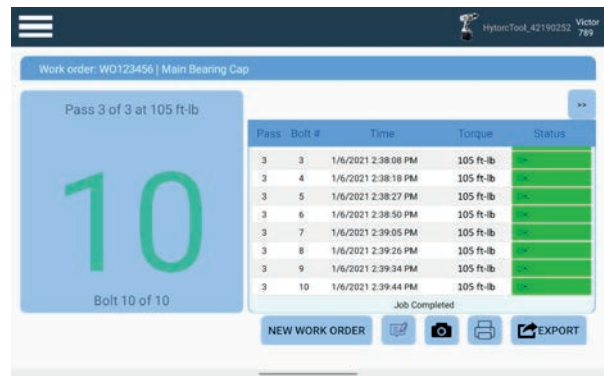 HytorcTool_42190252 Victor 789
Work order: WO123456 | Main Bearing Cap
Pass 3 of 3 at 105 ft-lb
10
Bolt 10 of 10
>>
Pass Bolt # Time Torque Status
3 3 1/6/2021 2:38:08 PM 105 ft-lb OK
3 4 1/6/2021 2:38:18 PM 105 ft-lb OK
3 5 1/6/2021 2:38:27 PM 105 ft-lb OK
3 6 1/6/2021 2:38:50 PM 105 ft-lb OK
3 7 1/6/2021 2:39:05 PM 105 ft-lb OK
3 8 1/6/2021 2:39:26 PM 105 ft-lb OK
3 9 1/6/2021 2:39:34 PM 105 ft-lb OK
3 10 1/6/2021 2:39:44 PM 105 ft-lb OK
Job Completed
NEW WORK ORDER EXPORT